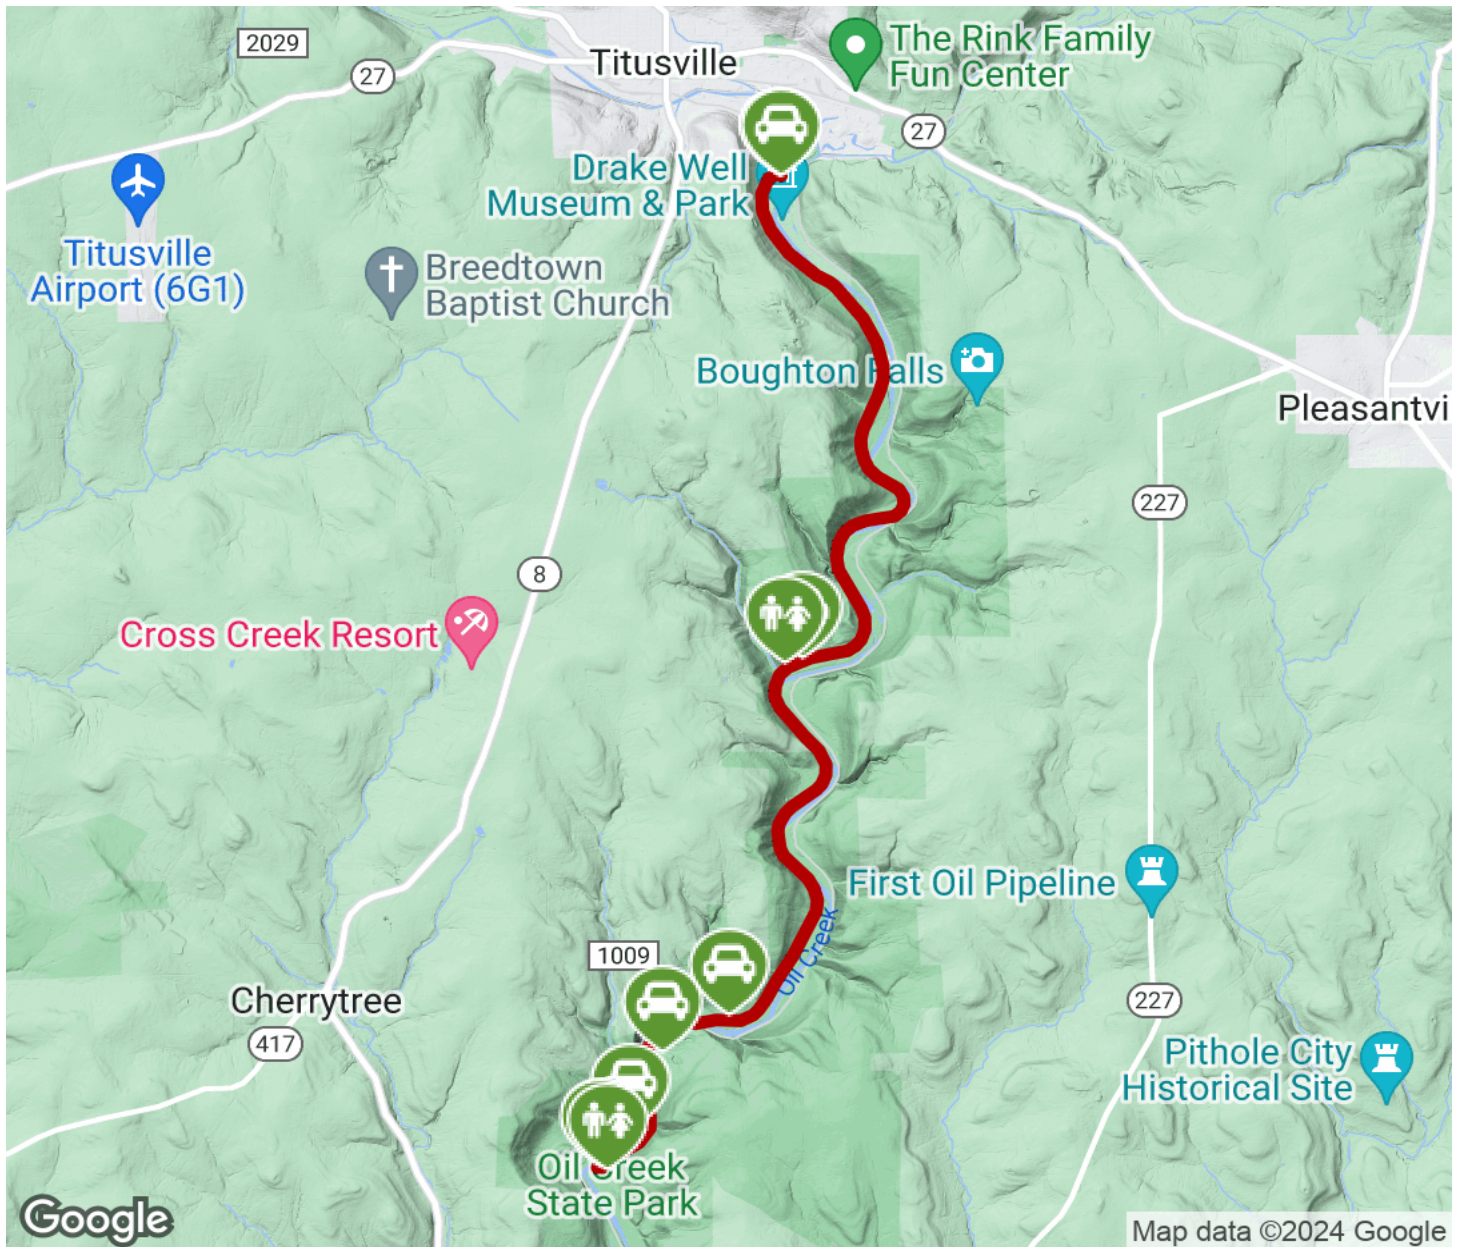 2029
The Rink Family
Fun Center
Titusville
27
27
Drake Well
Museum & Park
Titusville
Airport (6G1)
Breedtown
Baptist Church
Boughton Falls
Pleasantvi
227
8
Cross Creek Resort
First Oil Pipeline
Oil Creek
1009
Cherrytree
227
417
Pithole City
Historical Site
Oil Creek
State Park
Google
Map data ©2024 Google